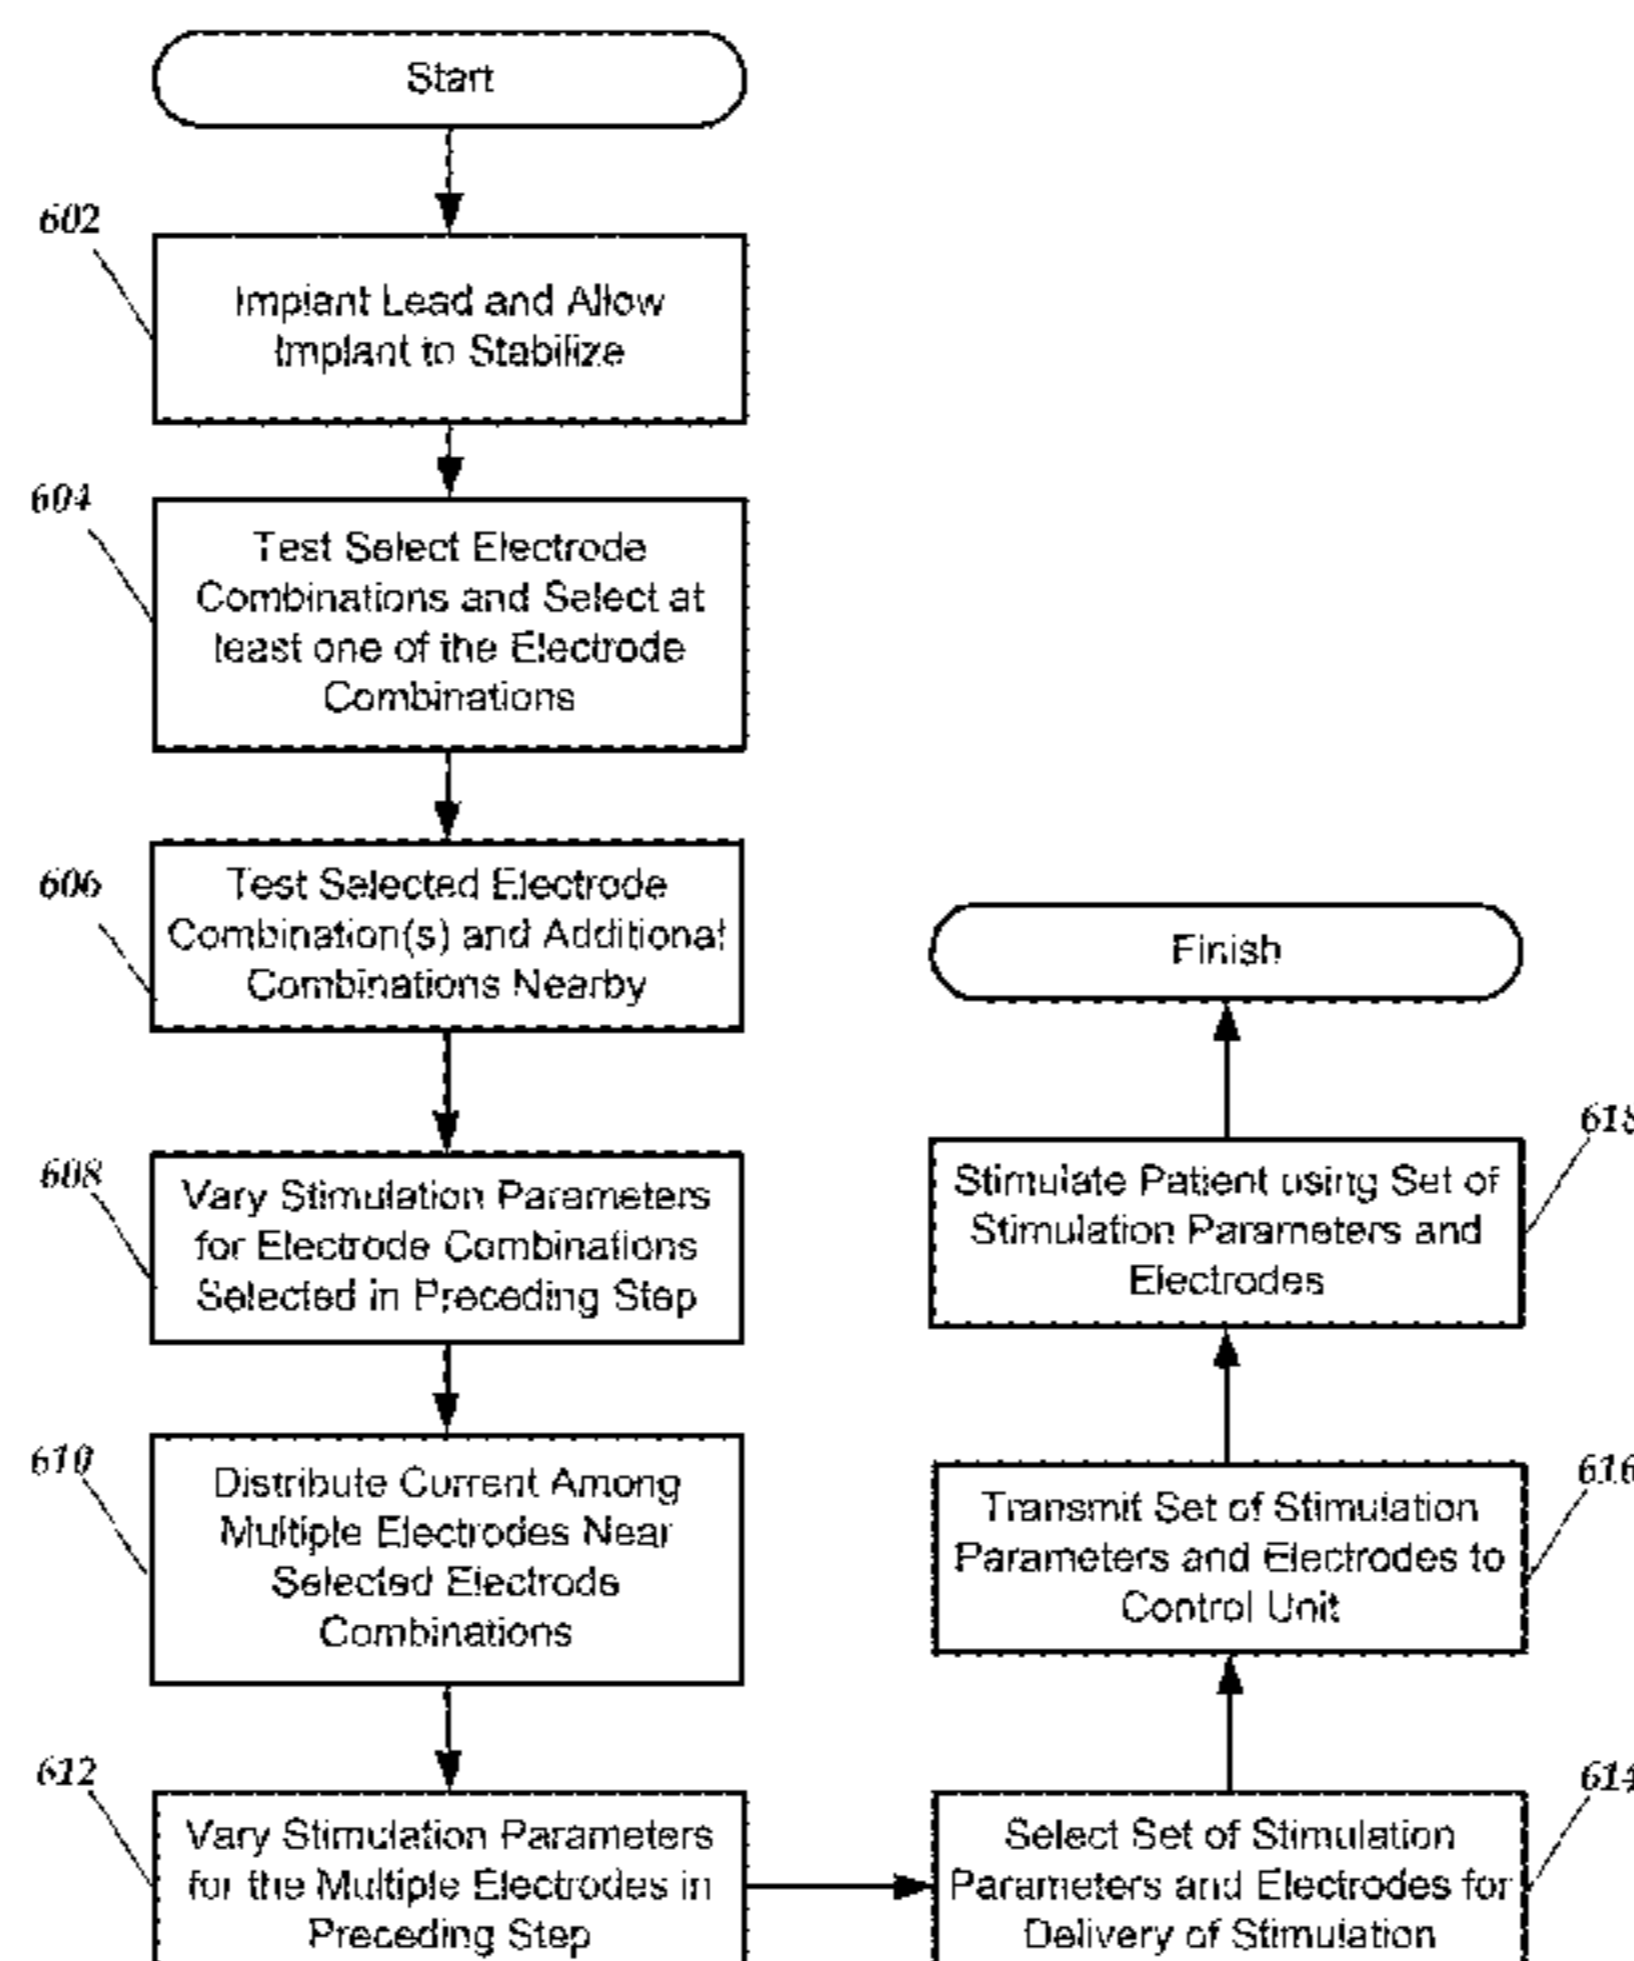 Start
602
Implant Lead and Allow
Implant to Stabilize
604
Test Select Electrode
Combinations and Select at
least one of the Electrode
Combinations
606
Test Selected Electrode
Combination(s) and Additional
Combinations Nearby
608
Vary Stimulation Parameters
for Electrode Combinations
Selected in Preceding Step
610
Distribute Current Among
Multiple Electrodes Near
Selected Electrode
Combinations
612
Vary Stimulation Parameters
for the Multiple Electrodes in
Preceding Step
614
Select Set of Stimulation
Parameters and Electrodes for
Delivery of Stimulation
616
Transmit Set of Stimulation
Parameters and Electrodes to
Control Unit
618
Stimulate Patient using Set of
Stimulation Parameters and
Electrodes
Finish